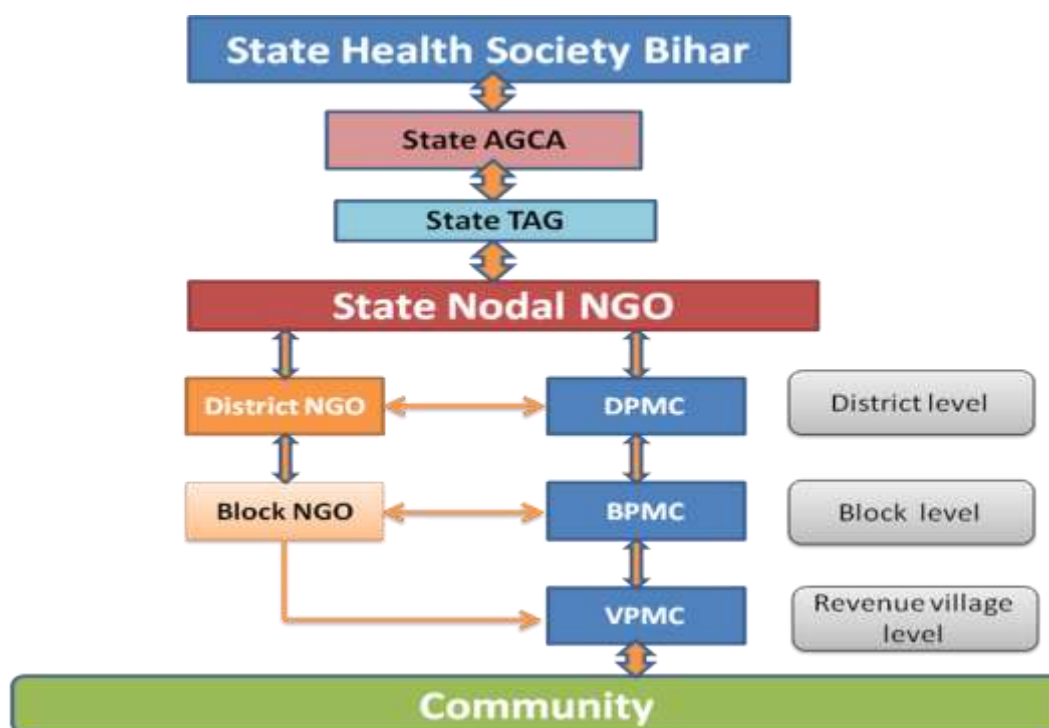 State Health Society Bihar
State AGCA
State TAG
State Nodal NGO
District NGO
DPMC
District level
Block NGO
BPMC
Block level
VPMC
Revenue village
level
Community